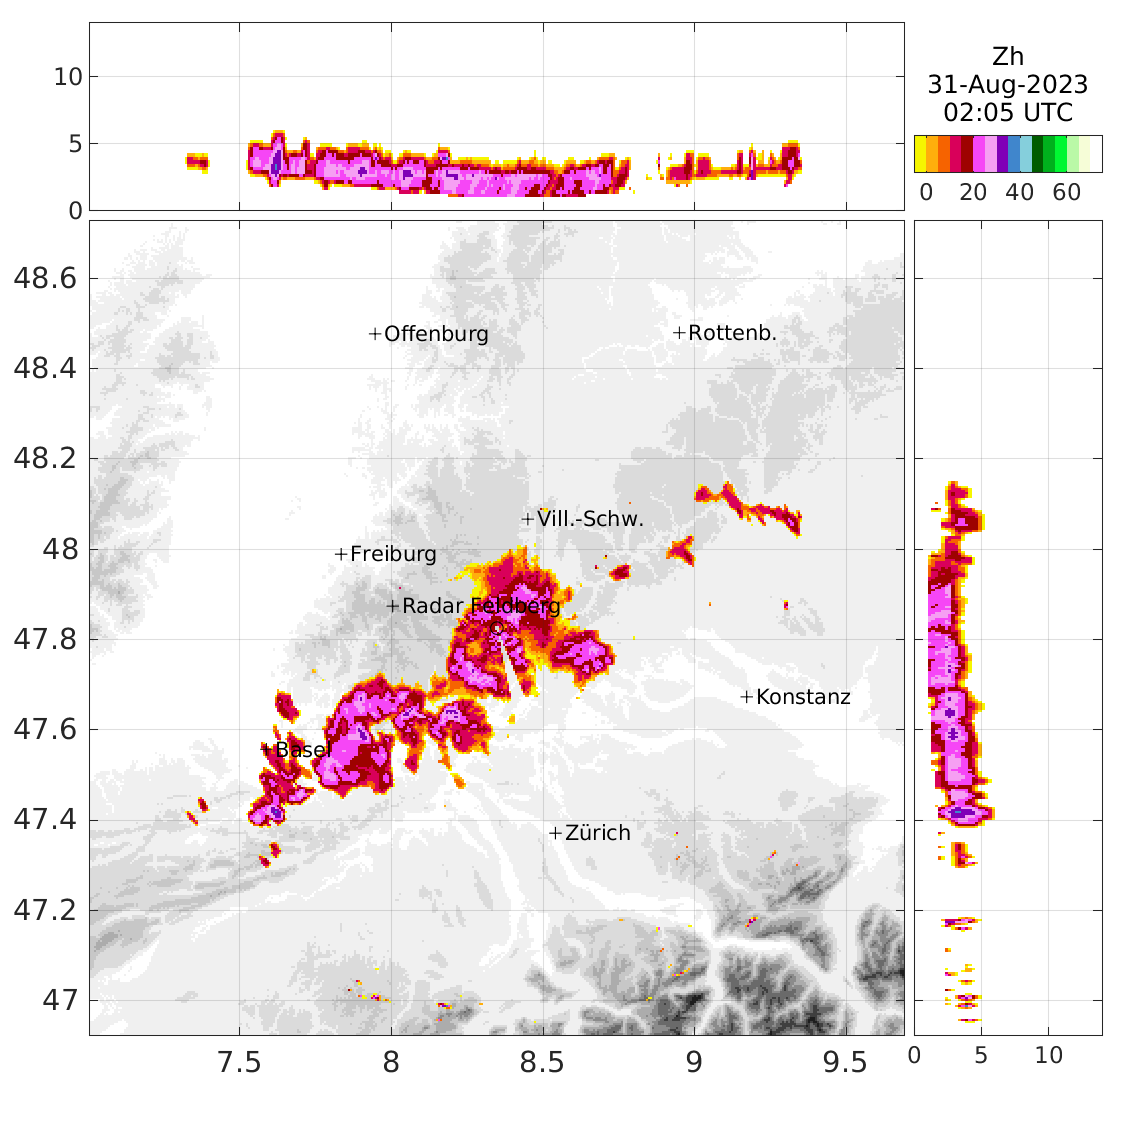 10
5
0
Zh
31-Aug-2023
02:05 UTC
0 20 40 60
48.6
48.4
48.2
48
47.8
47.6
47.4
47.2
47
+Offenburg
+Rottenb.
+Vill.-Schw.
+Freiburg
+Radar Feldberg
+Konstanz
+Basel
+Zürich
7.5 8 8.5 9 9.5
0 5 10